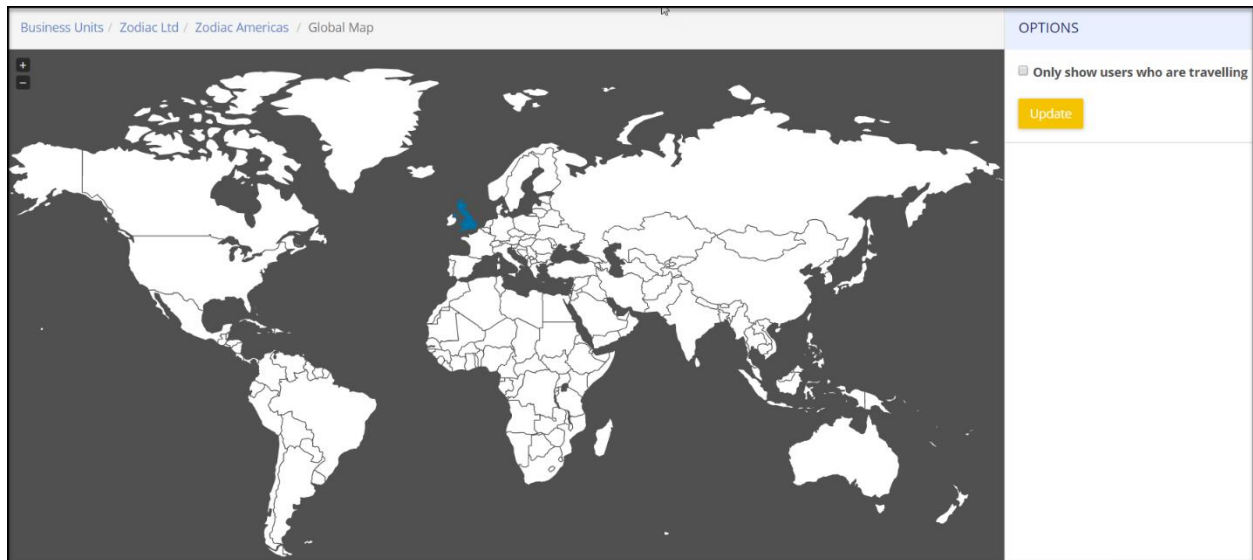 Business Units / Zodiac Ltd / Zodiac Americas / Global Map
OPTIONS
+
−
Only show users who are travelling
Update